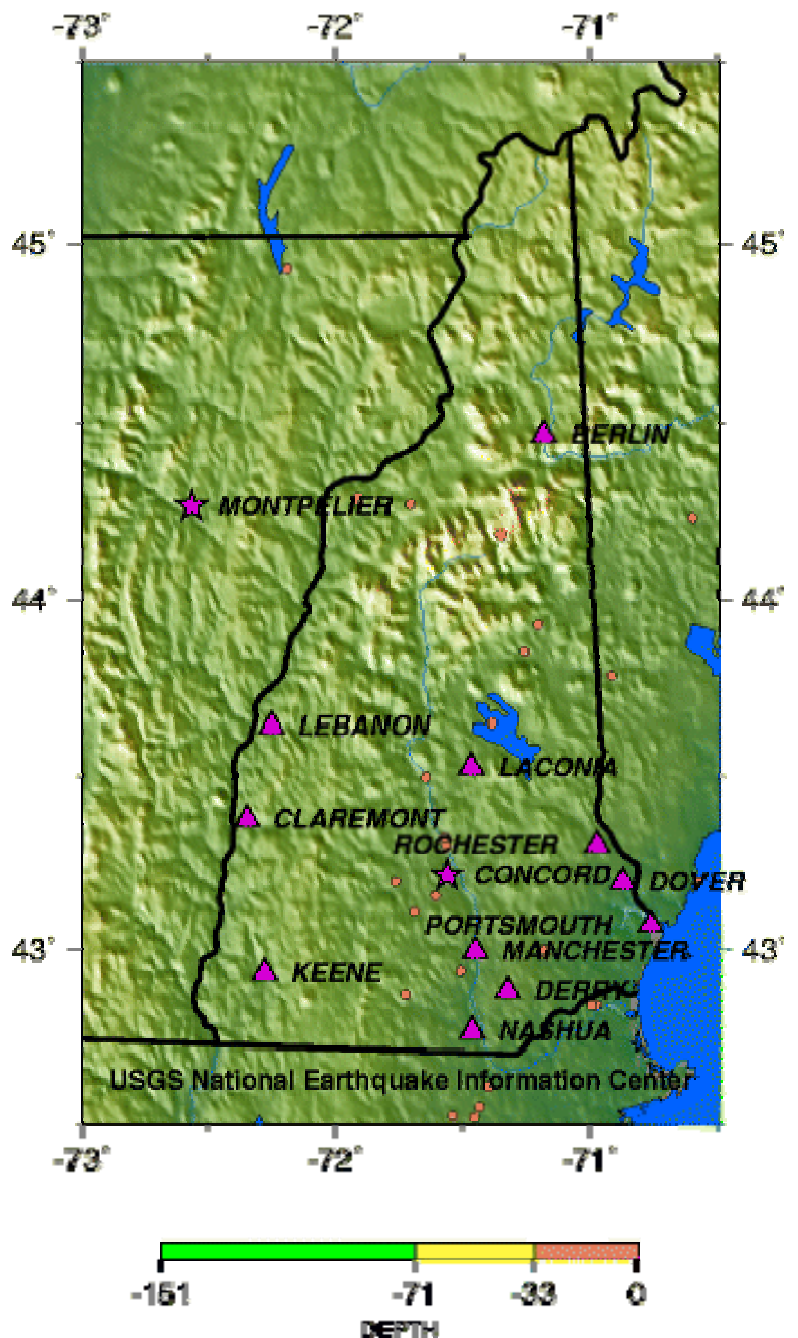 -73° -72° -71°
45° 45°
BERLIN
MONTPELIER
44° 44°
LEBANON
LACONIA
CLAREMONT
ROCHESTER
CONCORD
DOVER
PORTSMOUTH
43° MANCHESTER 43°
KEENE
DERRY
NASHUA
USGS National Earthquake Information Center
-73° -72° -71°
-151 -71 -33 0
DEPTH